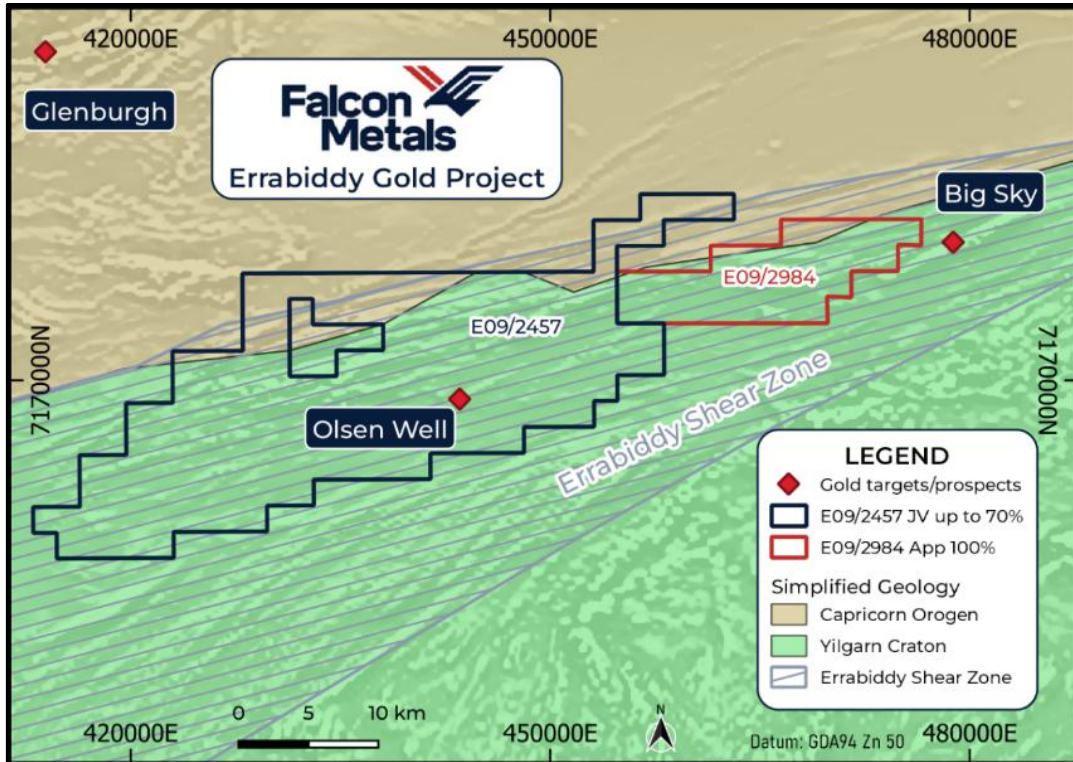 420000E
450000E
480000E
Glenburgh
Falcon
Metals
Errabiddy Gold Project
Big Sky
E09/2984
E09/2457
7170000N
7170000N
Olsen Well
Errabiddy Shear Zone
LEGEND
Gold targets/prospects
E09/2457 JV up to 70%
E09/2984 App 100%
Simplified Geology
Capricorn Orogen
Yilgarn Craton
Errabiddy Shear Zone
0 5 10 km
N
Datum: GDA94 Zn 50
420000E
450000E
480000E